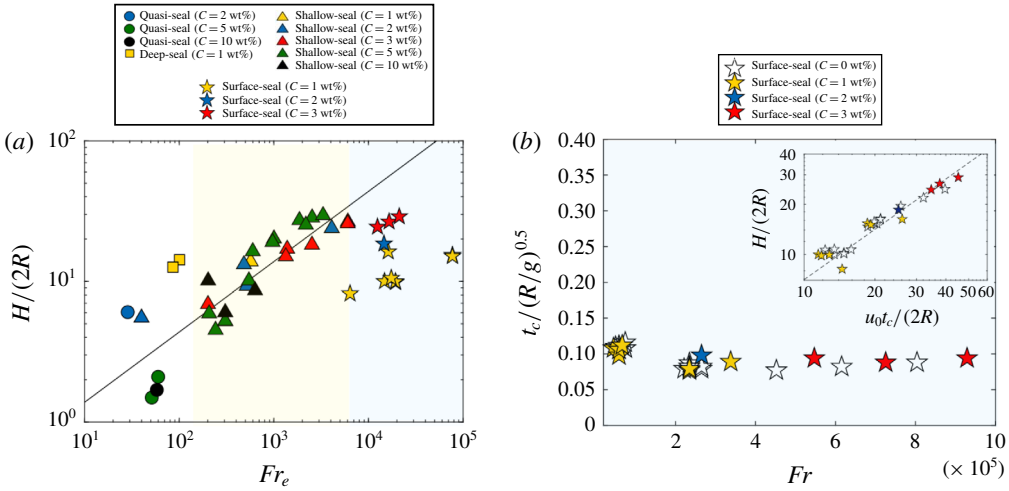 Quasi-seal (C = 2 wt%)
Quasi-seal (C = 5 wt%)
Quasi-seal (C = 10 wt%)
Deep-seal (C = 1 wt%)
Shallow-seal (C = 1 wt%)
Shallow-seal (C = 2 wt%)
Shallow-seal (C = 3 wt%)
Shallow-seal (C = 5 wt%)
Shallow-seal (C = 10 wt%)
Surface-seal (C = 1 wt%)
Surface-seal (C = 2 wt%)
Surface-seal (C = 3 wt%)
(a)
10^2
10^1
10^0
H/(2R)
10^1 10^2 10^3 10^4 10^5
Fr_e
Surface-seal (C = 0 wt%)
Surface-seal (C = 1 wt%)
Surface-seal (C = 2 wt%)
Surface-seal (C = 3 wt%)
(b)
0.40
0.35
0.30
0.25
0.20
0.15
0.10
0.05
0
t_c/(R/g)^0.5
2 4 6 8 10
Fr
(× 10^5)
40
30
20
10
H/(2R)
10 20 30 40 50 60
u_0t_c/(2R)